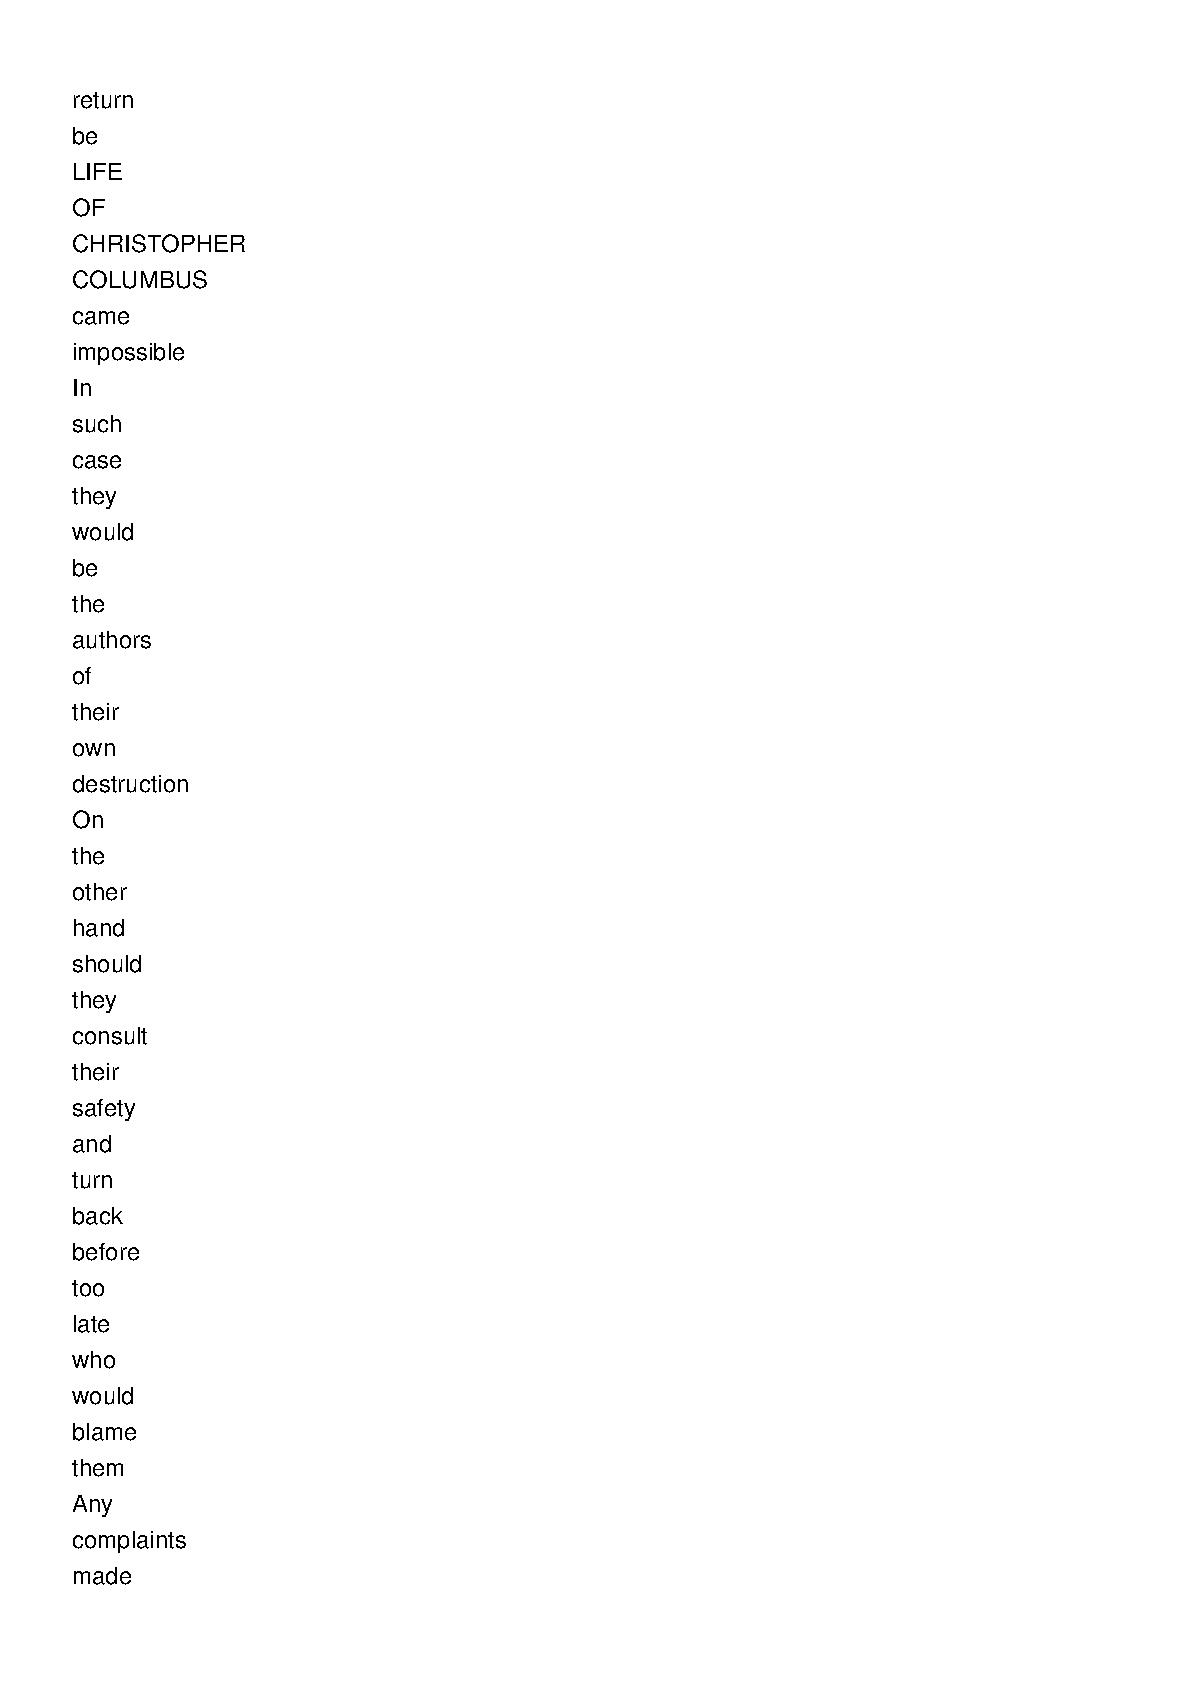 return
be
LIFE
OF
CHRISTOPHER
COLUMBUS
came
impossible
In
such
case
they
would
be
the
authors
of
their
own
destruction
On
the
other
hand
should
they
consult
their
safety
and
turn
back
before
too
late
who
would
blame
them
Any
complaints
made